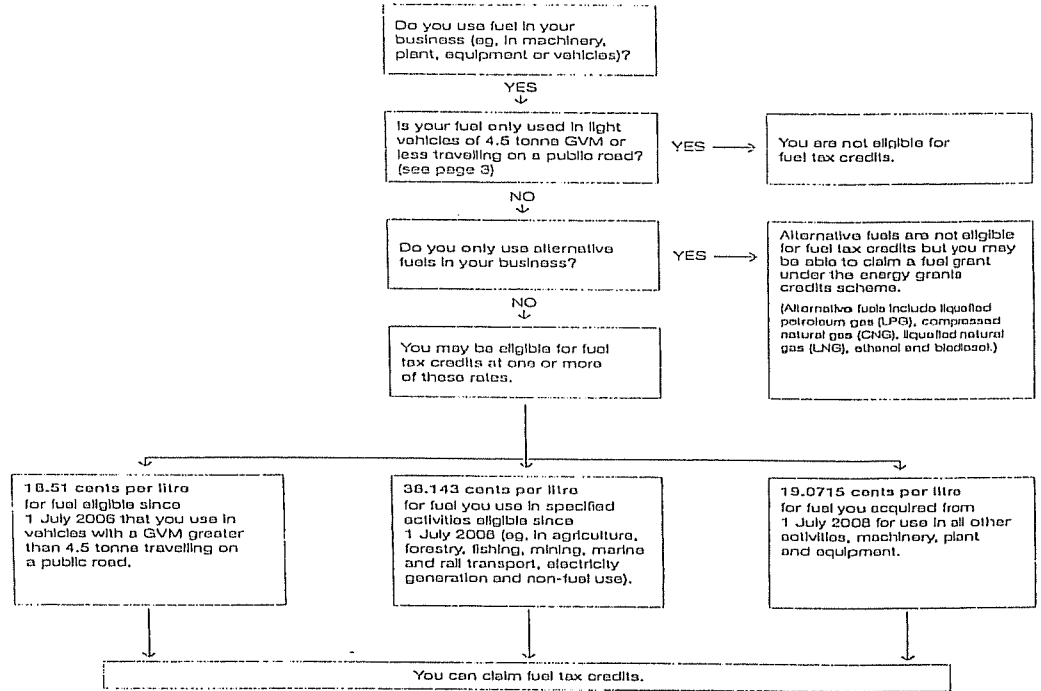 Do you use fuel in your
business (eg, in machinery,
plant, equipment or vehicles)?
YES
Is your fuel only used in light
vehicles of 4.5 tonne GVM or
less travelling on a public road?
(see page 3)
YES
You are not eligible for
fuel tax credits.
NO
Do you only use alternative
fuels in your business?
YES
Alternative fuels are not eligible
for fuel tax credits but you may
be able to claim a fuel grant
under the energy grants
credits scheme.
(Alternative fuels include liquefied
petroleum gas (LPG), compressed
natural gas (CNG), liquefied natural
gas (LNG), ethanol and biodiesel.)
NO
You may be eligible for fuel
tax credits at one or more
of these rates.
18.51 cents per litre
for fuel eligible since
1 July 2006 that you use in
vehicles with a GVM greater
than 4.5 tonne travelling on
a public road.
38.143 cents per litre
for fuel you use in specified
activities eligible since
1 July 2006 (eg, in agriculture,
forestry, fishing, mining, marine
and rail transport, electricity
generation and non-fuel use).
19.0715 cents per litre
for fuel you acquired from
1 July 2008 for use in all other
activities, machinery, plant
and equipment.
You can claim fuel tax credits.